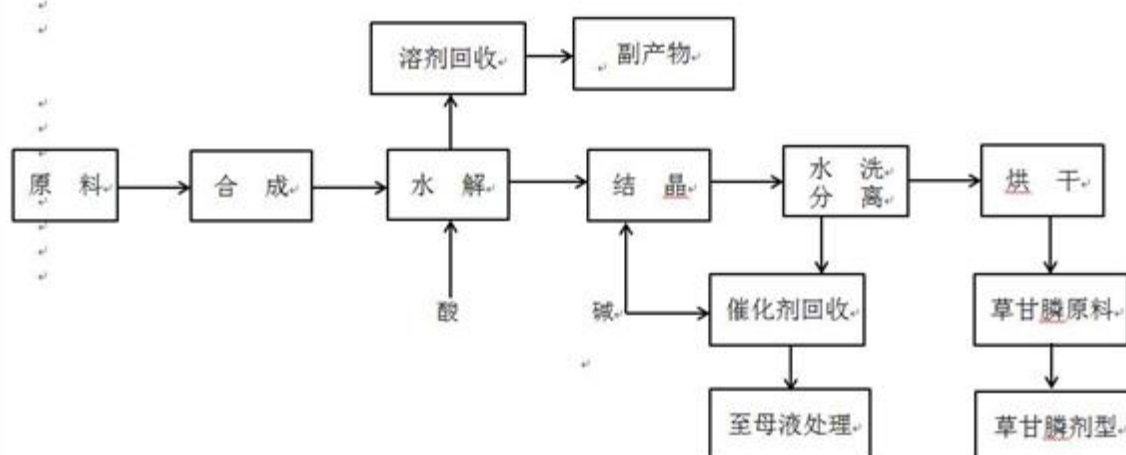 溶剂回收
副产物
原 料
合 成
水 解
结 晶
水 洗
分 离
烘 干
酸
碱
催化剂回收
草甘膦原料
至母液处理
草甘膦剂型